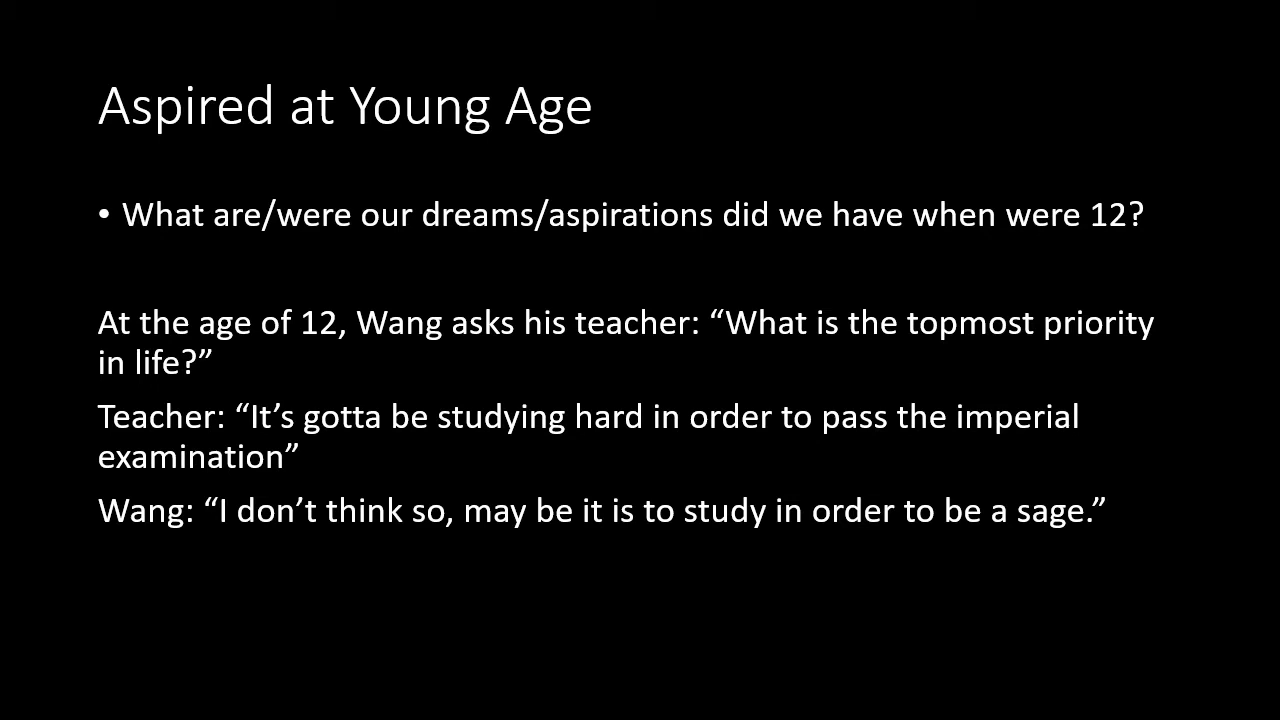 Aspired at Young Age
• What are/were our dreams/aspirations did we have when were 12?
At the age of 12, Wang asks his teacher: “What is the topmost priority
in life?”
Teacher: “It’s gotta be studying hard in order to pass the imperial
examination”
Wang: “I don’t think so, may be it is to study in order to be a sage.”